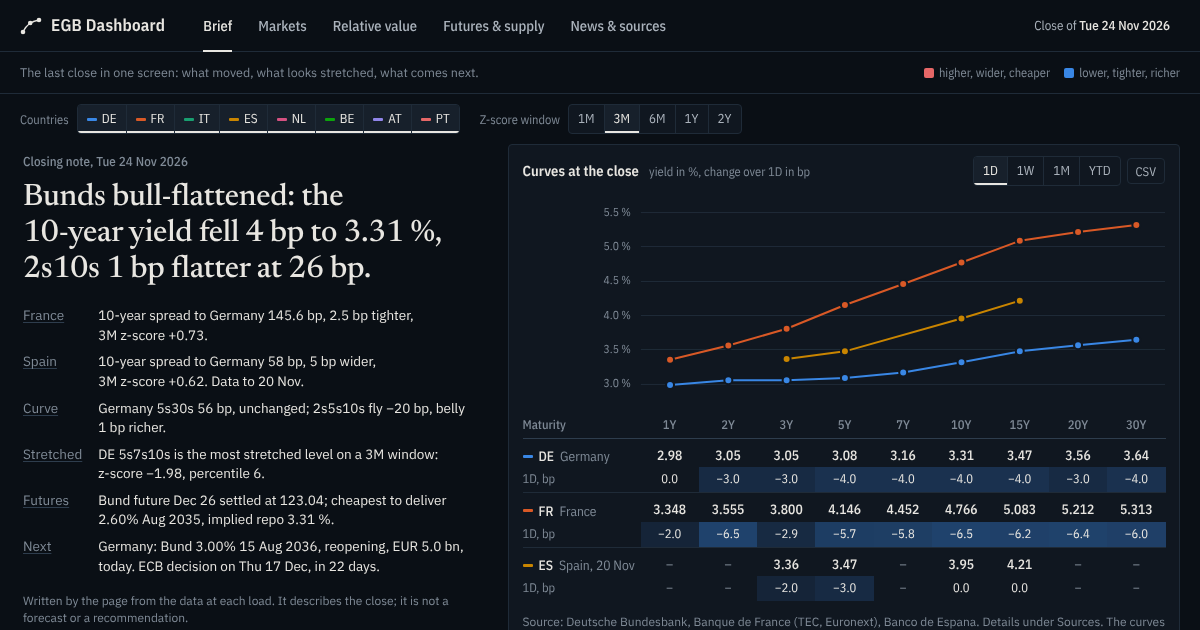 EGB Dashboard
Brief
Markets
Relative value
Futures & supply
News & sources
Close of Tue 24 Nov 2026
The last close in one screen: what moved, what looks stretched, what comes next.
higher, wider, cheaper
lower, tighter, richer
Countries
DE
FR
IT
ES
NL
BE
AT
PT
Z-score window
1M
3M
6M
1Y
2Y
Closing note, Tue 24 Nov 2026
Bunds bull-flattened: the
10-year yield fell 4 bp to 3.31 %,
2s10s 1 bp flatter at 26 bp.
France 10-year spread to Germany 145.6 bp, 2.5 bp tighter,
3M z-score +0.73.
Spain 10-year spread to Germany 58 bp, 5 bp wider,
3M z-score +0.62. Data to 20 Nov.
Curve Germany 5s30s 56 bp, unchanged; 2s5s10s fly −20 bp, belly
1 bp richer.
Stretched DE 5s7s10s is the most stretched level on a 3M window:
z-score −1.98, percentile 6.
Futures Bund future Dec 26 settled at 123.04; cheapest to deliver
2.60% Aug 2035, implied repo 3.31 %.
Next Germany: Bund 3.00% 15 Aug 2036, reopening, EUR 5.0 bn,
today. ECB decision on Thu 17 Dec, in 22 days.
Written by the page from the data at each load. It describes the close; it is not a
forecast or a recommendation.
Curves at the close yield in %, change over 1D in bp
1D
1W
1M
YTD
CSV
5.5 %
5.0 %
4.5 %
4.0 %
3.5 %
3.0 %
Maturity 1Y 2Y 3Y 5Y 7Y 10Y 15Y 20Y 30Y
DE Germany 2.98 3.05 3.05 3.08 3.16 3.31 3.47 3.56 3.64
1D, bp 0.0 −3.0 −3.0 −4.0 −4.0 −4.0 −4.0 −3.0 −4.0
FR France 3.348 3.555 3.800 4.146 4.452 4.766 5.083 5.212 5.313
1D, bp −2.0 −6.5 −2.9 −5.7 −5.8 −6.5 −6.2 −6.4 −6.0
ES Spain, 20 Nov – – 3.36 3.47 – 3.95 4.21 – –
1D, bp – – −2.0 −3.0 – 0.0 0.0 – –
Source: Deutsche Bundesbank, Banque de France (TEC, Euronext), Banco de Espana. Details under Sources. The curves